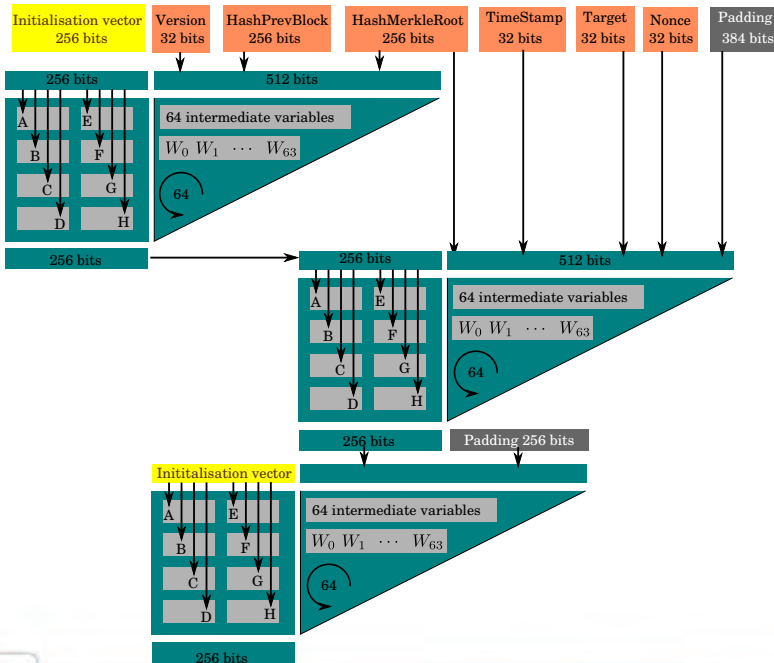 Initialisation vector
256 bits
Version
32 bits
HashPrevBlock
256 bits
HashMerkleRoot
256 bits
TimeStamp
32 bits
Target
32 bits
Nonce
32 bits
Padding
384 bits
256 bits
512 bits
A
B
C
D
E
F
G
H
64 intermediate variables
W0 W1 ··· W63
64
256 bits
256 bits
512 bits
A
B
C
D
E
F
G
H
64 intermediate variables
W0 W1 ··· W63
64
256 bits
Padding 256 bits
Inititalisation vector
A
B
C
D
E
F
G
H
64 intermediate variables
W0 W1 ··· W63
64
256 bits